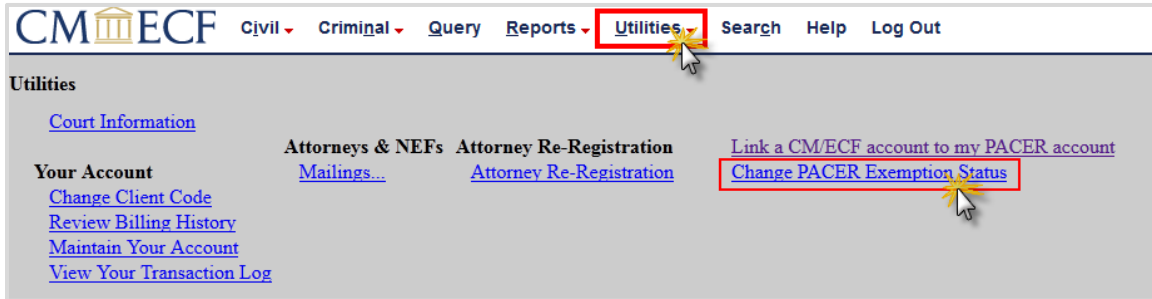 CM ECF Civil Criminal Query Reports Utilities Search Help Log Out
Utilities
Court Information
Attorneys & NEFs Attorney Re-Registration Link a CM/ECF account to my PACER account
Your Account Mailings... Attorney Re-Registration Change PACER Exemption Status
Change Client Code
Review Billing History
Maintain Your Account
View Your Transaction Log